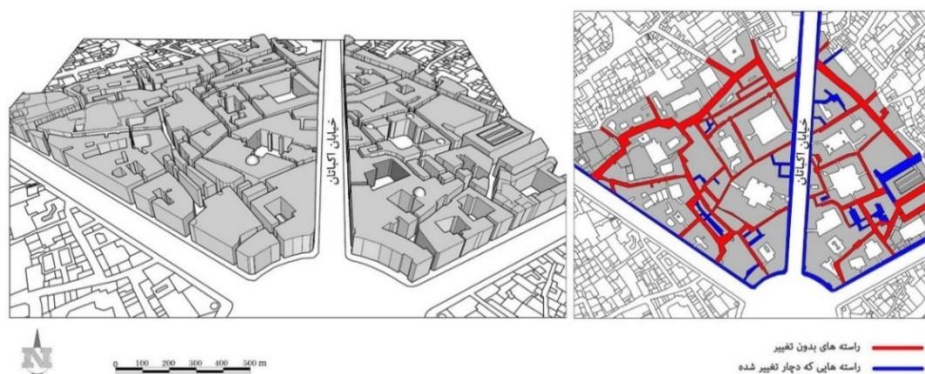 خیابان اکباتان
خیابان اکباتان
N
0 100 200 300 400 500 m
راسته های بدون تغییر
راسته هایی که دچار تغییر شده